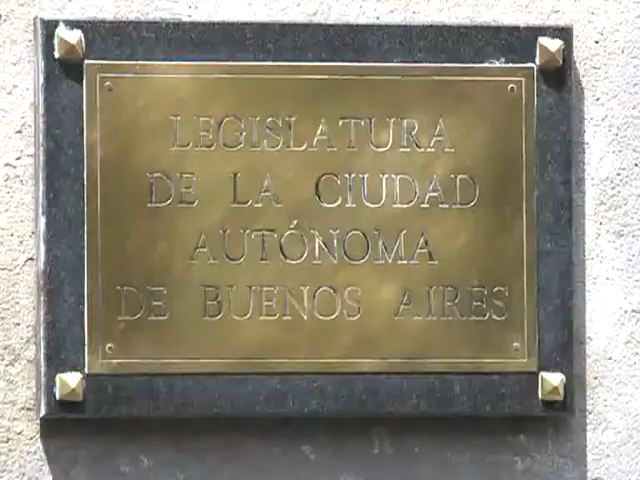 LEGISLATURA
DE LA CIUDAD
AUTÓNOMA
DE BUENOS AIRES